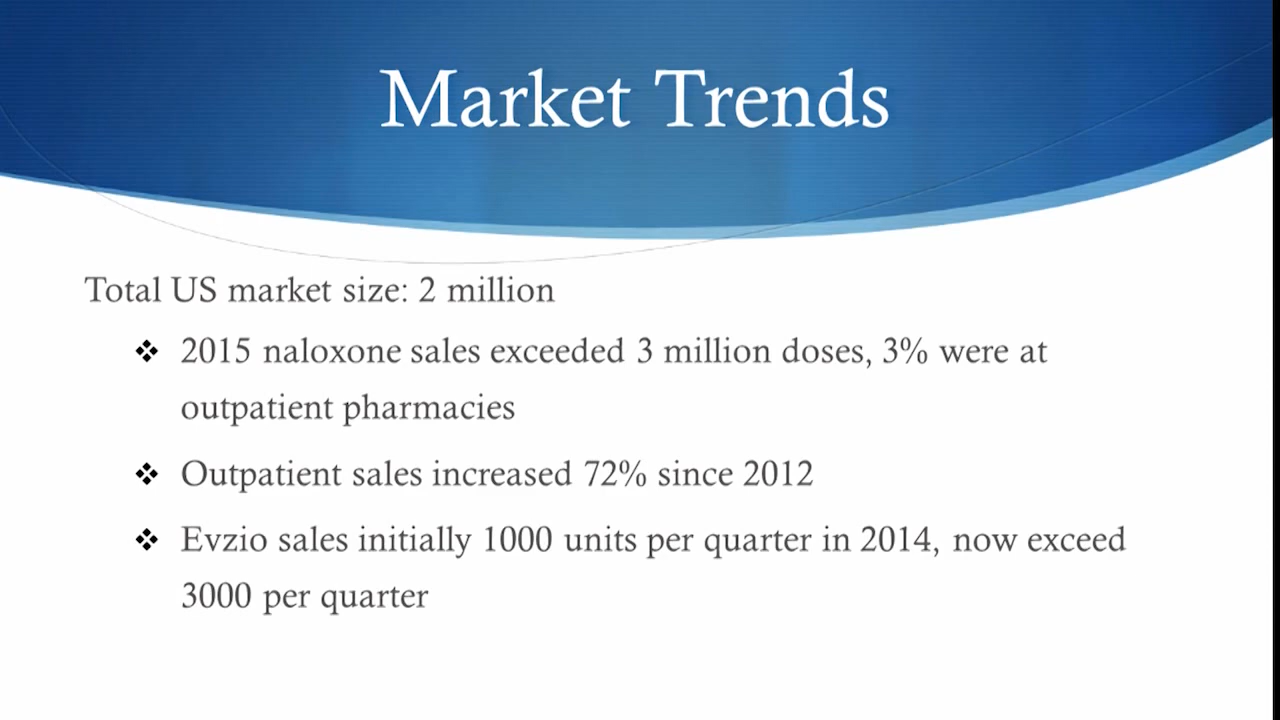 Market Trends
Total US market size: 2 million
❖ 2015 naloxone sales exceeded 3 million doses, 3% were at
outpatient pharmacies
❖ Outpatient sales increased 72% since 2012
❖ Evzio sales initially 1000 units per quarter in 2014, now exceed
3000 per quarter